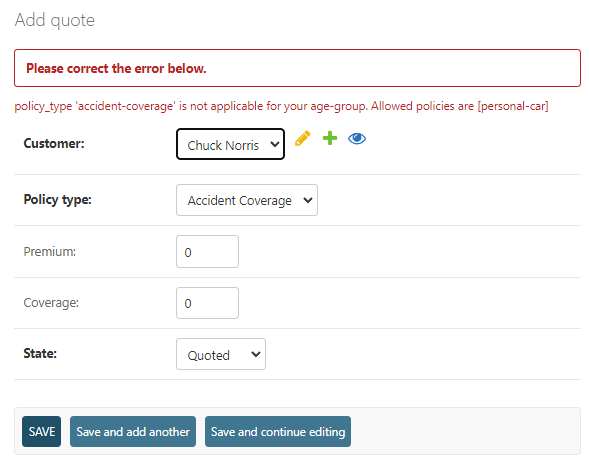 Add quote
Please correct the error below.
policy_type 'accident-coverage' is not applicable for your age-group. Allowed policies are [personal-car]
Customer: Chuck Norris
Policy type: Accident Coverage
Premium: 0
Coverage: 0
State: Quoted
SAVE Save and add another Save and continue editing